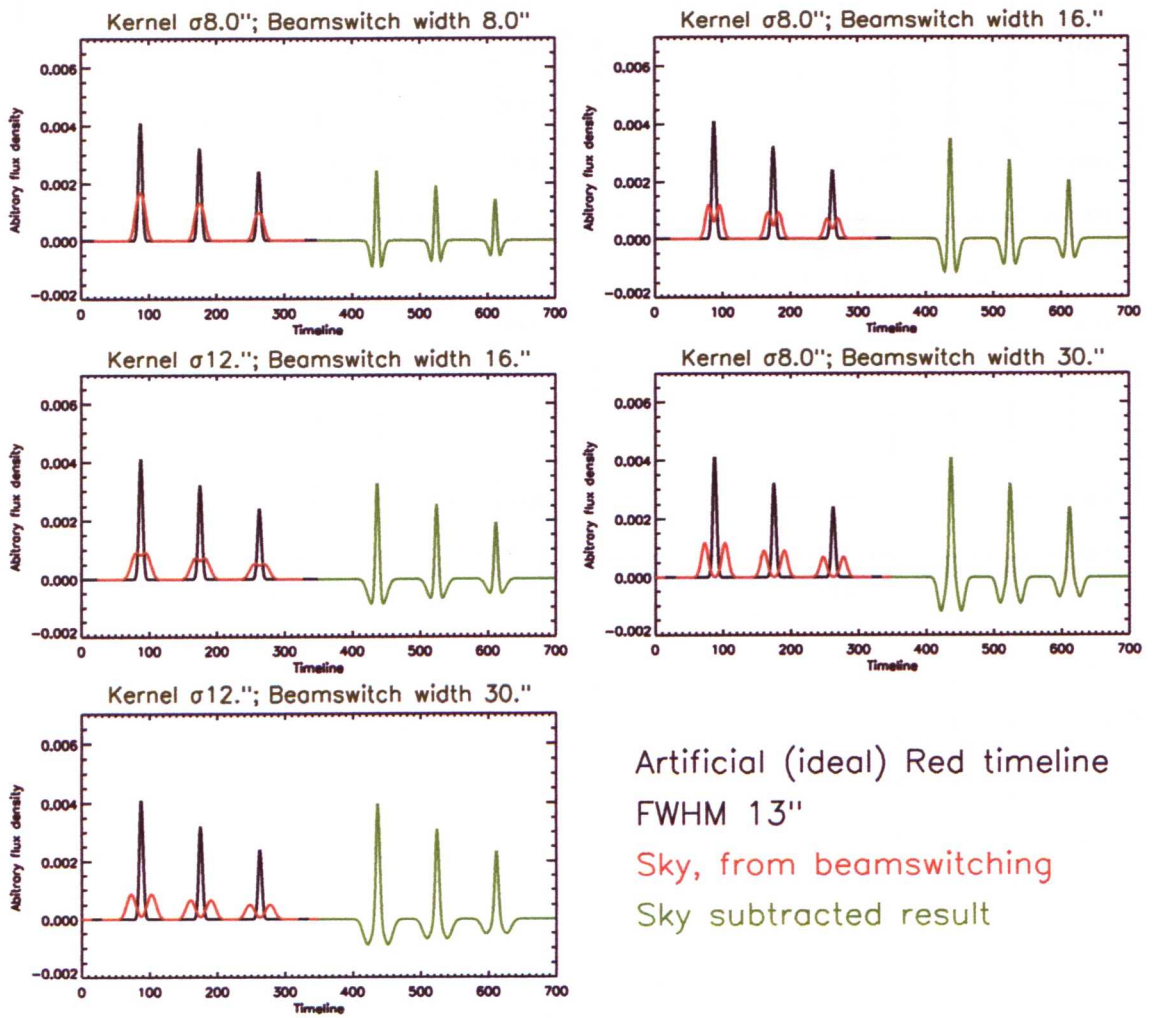 Kernel σ8.0"; Beamswitch width 8.0"
Abitrary flux density
0.006
0.004
0.002
0.000
−0.002
0 100 200 300 400 500 600 700
Timeline
Kernel σ8.0"; Beamswitch width 16."
Abitrary flux density
0.006
0.004
0.002
0.000
−0.002
0 100 200 300 400 500 600 700
Timeline
Kernel σ12."; Beamswitch width 16."
Abitrary flux density
0.006
0.004
0.002
0.000
−0.002
0 100 200 300 400 500 600 700
Timeline
Kernel σ8.0"; Beamswitch width 30."
Abitrary flux density
0.006
0.004
0.002
0.000
−0.002
0 100 200 300 400 500 600 700
Timeline
Kernel σ12."; Beamswitch width 30."
Abitrary flux density
0.006
0.004
0.002
0.000
−0.002
0 100 200 300 400 500 600 700
Timeline
Artificial (ideal) Red timeline
FWHM 13"
Sky, from beamswitching
Sky subtracted result